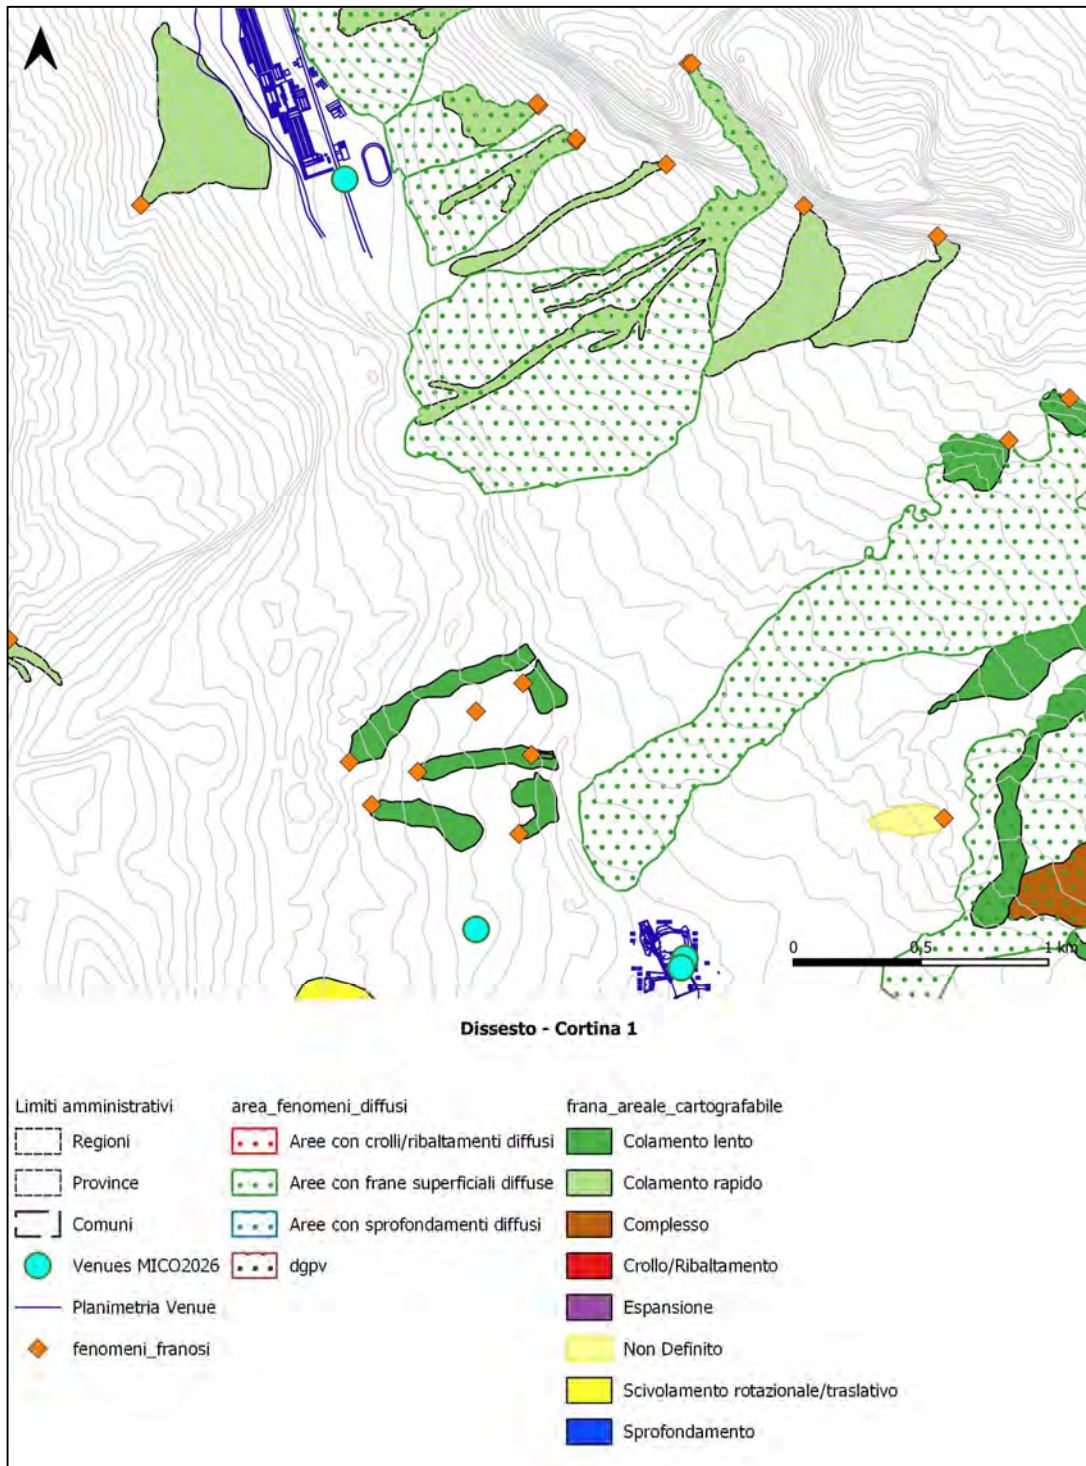 0
0,5
1 km
Dissesto - Cortina 1
Limiti amministrativi
Regioni
Province
Comuni
Venues MICO2026
Planimetria Venue
fenomeni_franosi
area_fenomeni_diffusi
Aree con crolli/ribaltamenti diffusi
Aree con frane superficiali diffuse
Aree con sprofondamenti diffusi
dgpv
frana_areale_cartografabile
Colamento lento
Colamento rapido
Complesso
Crollo/Ribaltamento
Espansione
Non Definito
Scivolamento rotazionale/traslativo
Sprofondamento